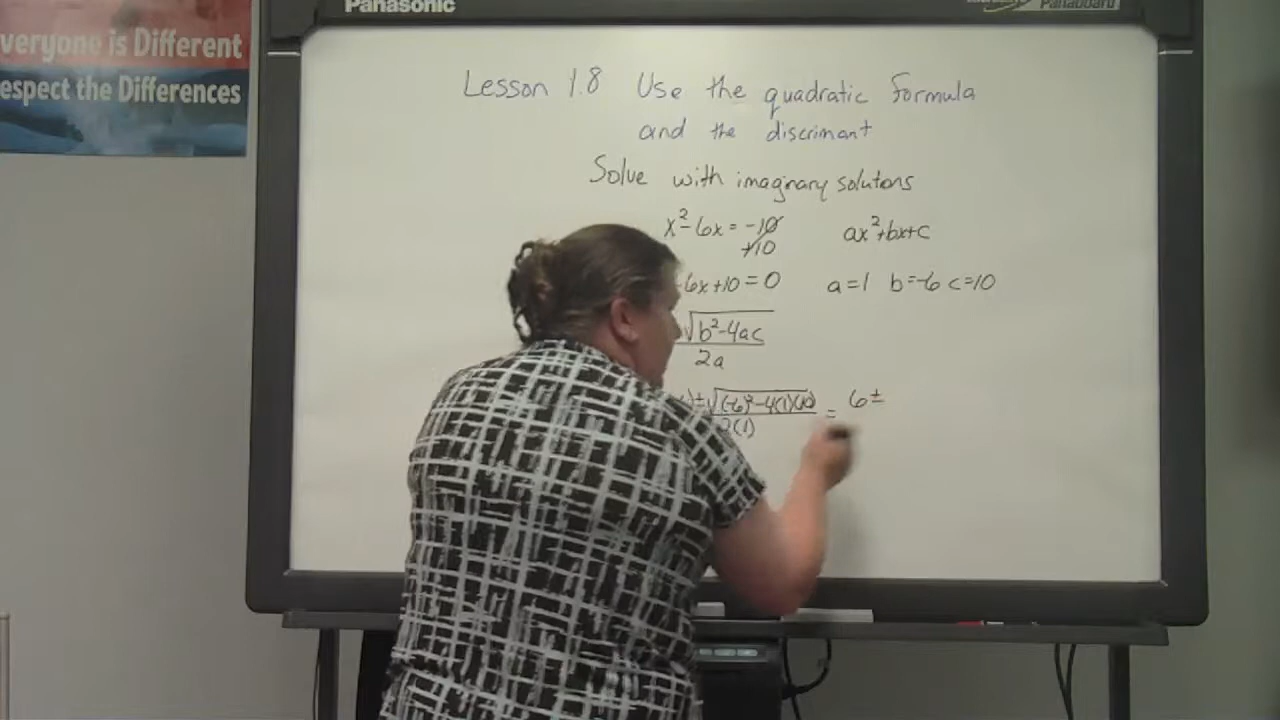 Panasonic
Panaboard
veryone is Different
espect the Differences
Lesson 1.8 Use the quadratic formula
and the discrimant
Solve with imaginary solutions
x²-6x = -10
+10
ax²+bx+c
6x+10=0
a=1 b=-6 c=10
√b²-4ac
2a
)±√(-6)²-4(1)(10) = 6±
2(1)